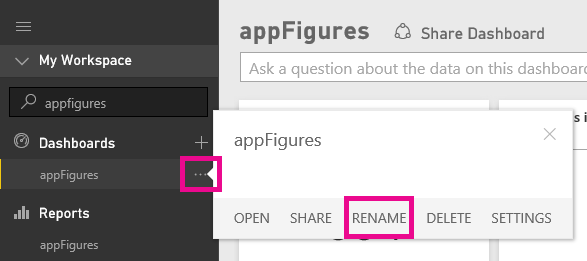 appFigures
Share Dashboard
My Workspace
Ask a question about the data on this dashboard
appfigures
Dashboards
appFigures
appFigures
OPEN SHARE RENAME DELETE SETTINGS
Reports
appFigures